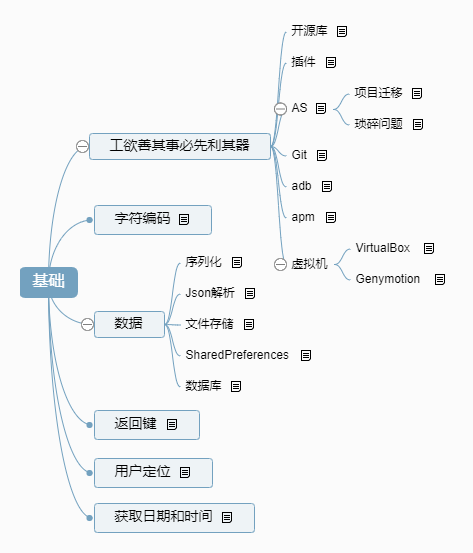 基础
工欲善其事必先利其器
开源库
插件
AS
项目迁移
琐碎问题
Git
adb
apm
虚拟机
VirtualBox
Genymotion
字符编码
数据
序列化
Json解析
文件存储
SharedPreferences
数据库
返回键
用户定位
获取日期和时间